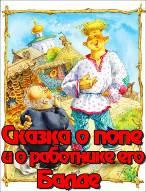 Сказка о попе
и о работнике его
Балде